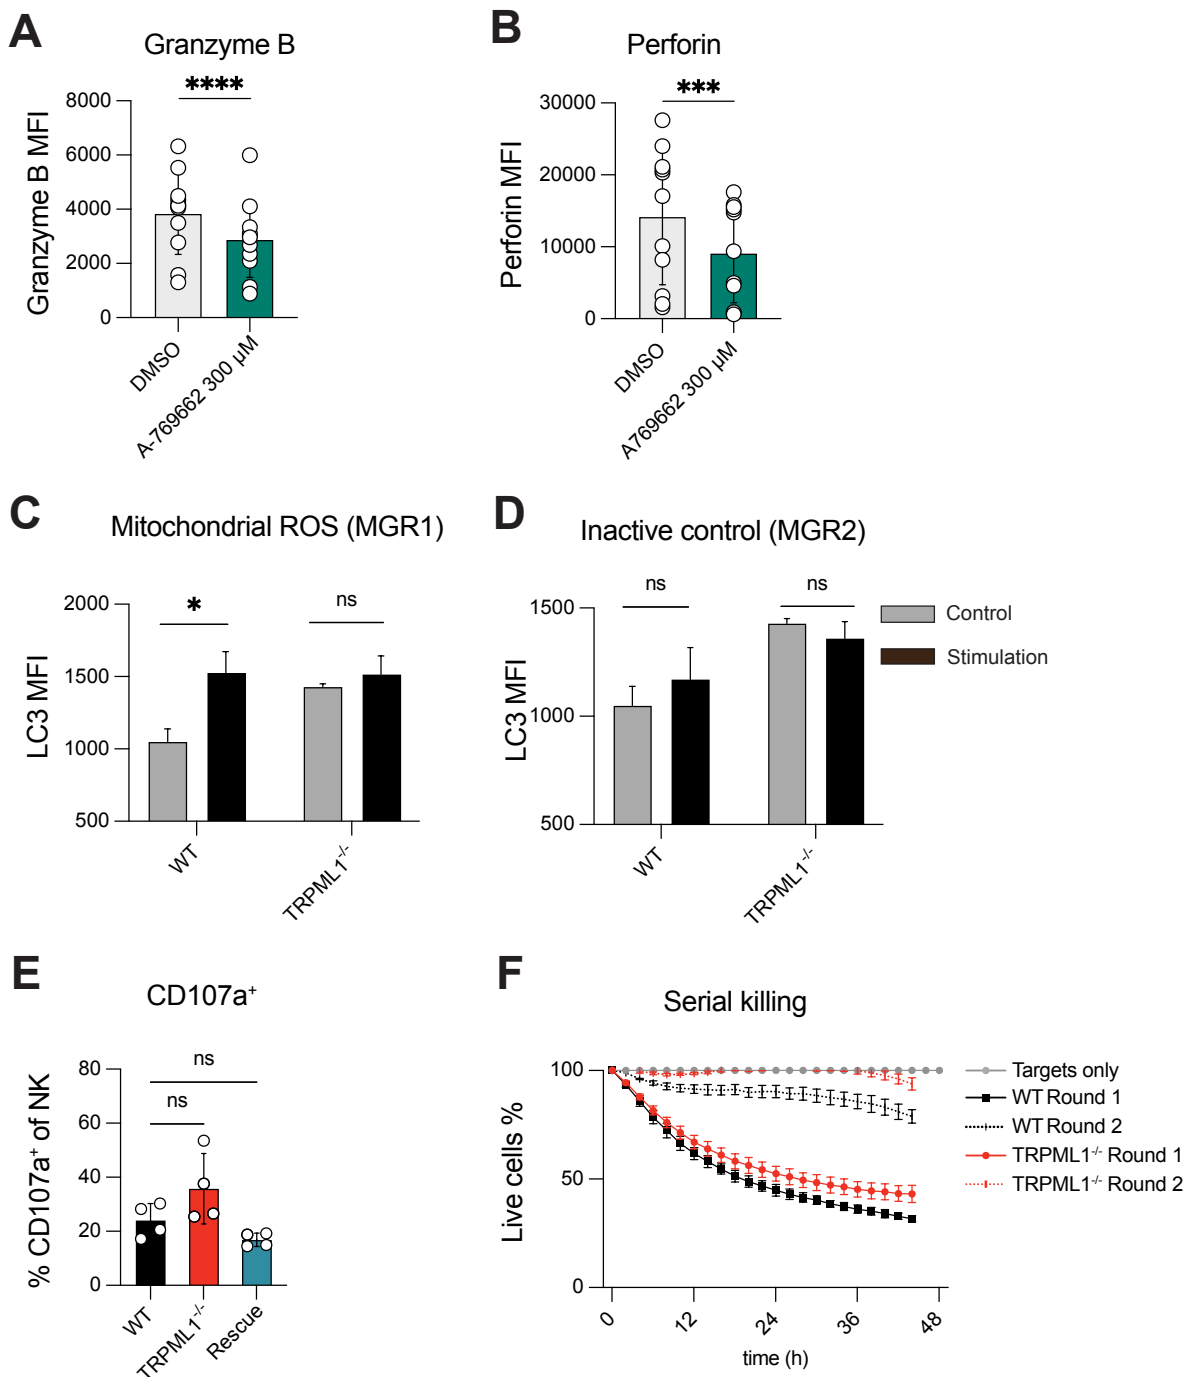 A
Granzyme B
****
Granzyme B MFI
8000
6000
4000
2000
0
DMSO
A-769662 300 µM
B
Perforin
***
Perforin MFI
30000
20000
10000
0
DMSO
A769662 300 µM
C
Mitochondrial ROS (MGR1)
*
ns
LC3 MFI
2000
1500
1000
500
WT
TRPML1-/-
D
Inactive control (MGR2)
ns
ns
LC3 MFI
1500
1000
500
WT
TRPML1-/-
Control
Stimulation
E
CD107a+
ns
ns
% CD107a+ of NK
80
60
40
20
0
WT
TRPML1-/-
Rescue
F
Serial killing
Live cells %
100
50
0
0
12
24
36
48
time (h)
Targets only
WT Round 1
WT Round 2
TRPML1-/- Round 1
TRPML1-/- Round 2